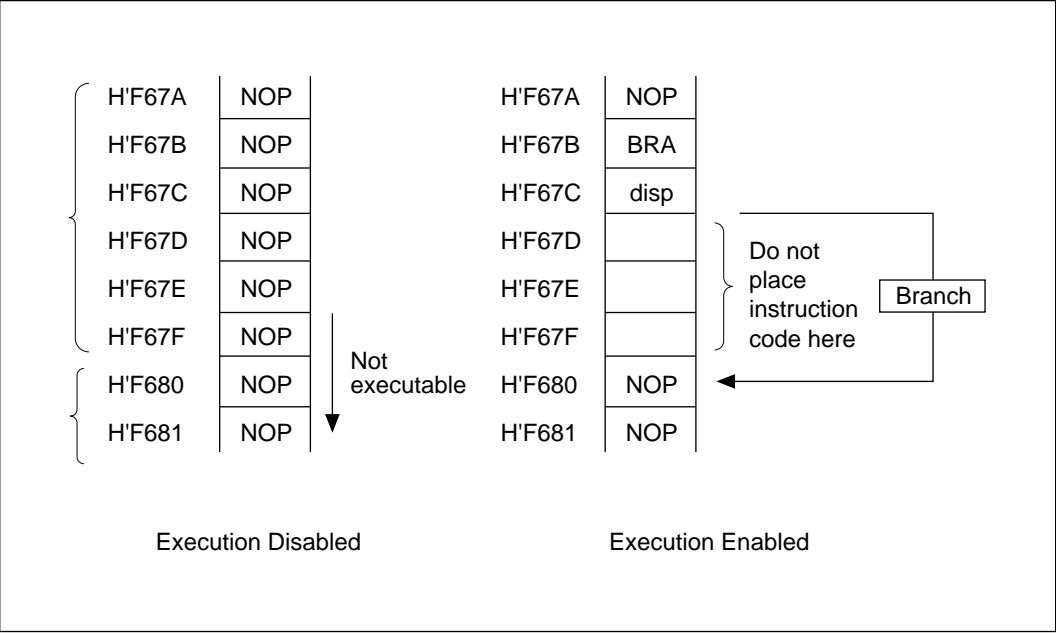 H'F67A NOP
H'F67B NOP
H'F67C NOP
H'F67D NOP
H'F67E NOP
H'F67F NOP
H'F680 NOP
H'F681 NOP
Not
executable
Execution Disabled
H'F67A NOP
H'F67B BRA
H'F67C disp
H'F67D
H'F67E
H'F67F
H'F680 NOP
H'F681 NOP
Do not
place
instruction
code here
Branch
Execution Enabled